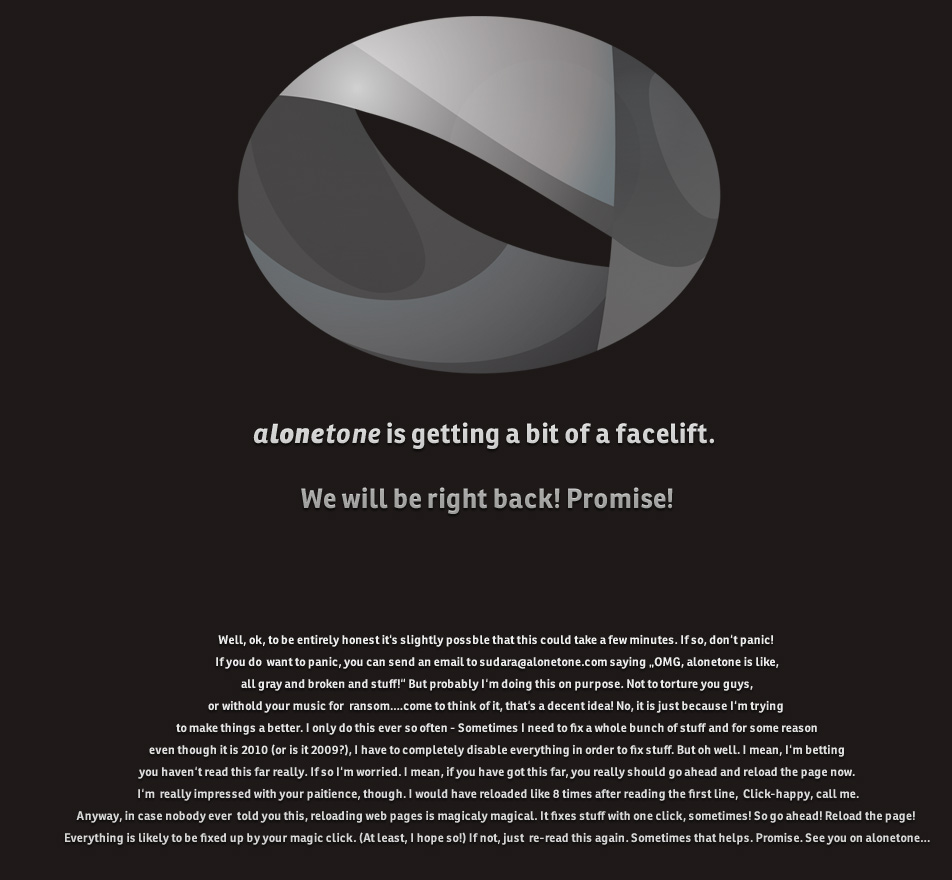 alonetone is getting a bit of a facelift.
We will be right back! Promise!
Well, ok, to be entirely honest it's slightly possble that this could take a few minutes. If so, don't panic!
If you do want to panic, you can send an email to sudara@alonetone.com saying „OMG, alonetone is like,
all gray and broken and stuff!" But probably I'm doing this on purpose. Not to torture you guys,
or withold your music for ransom....come to think of it, that's a decent idea! No, it is just because I'm trying
to make things a better. I only do this ever so often - Sometimes I need to fix a whole bunch of stuff and for some reason
even though it is 2010 (or is it 2009?), I have to completely disable everything in order to fix stuff. But oh well. I mean, I'm betting
you haven't read this far really. If so I'm worried. I mean, if you have got this far, you really should go ahead and reload the page now.
I'm really impressed with your paitience, though. I would have reloaded like 8 times after reading the first line, Click-happy, call me.
Anyway, in case nobody ever told you this, reloading web pages is magicaly magical. It fixes stuff with one click, sometimes! So go ahead! Reload the page!
Everything is likely to be fixed up by your magic click. (At least, I hope so!) If not, just re-read this again. Sometimes that helps. Promise. See you on alonetone...